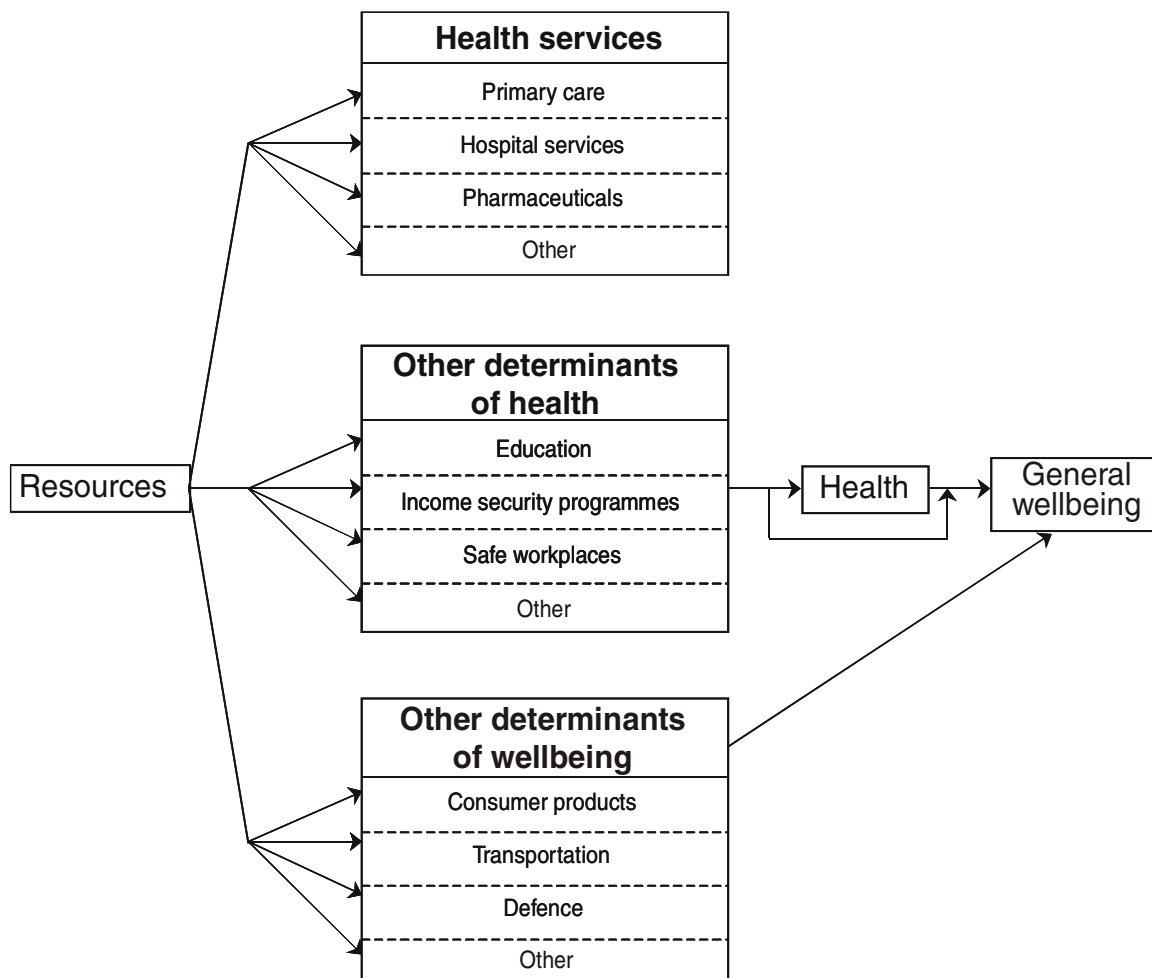 Health services
Primary care
Hospital services
Pharmaceuticals
Other
Other determinants
of health
Education
Income security programmes
Safe workplaces
Other
Resources
Health
General
wellbeing
Other determinants
of wellbeing
Consumer products
Transportation
Defence
Other